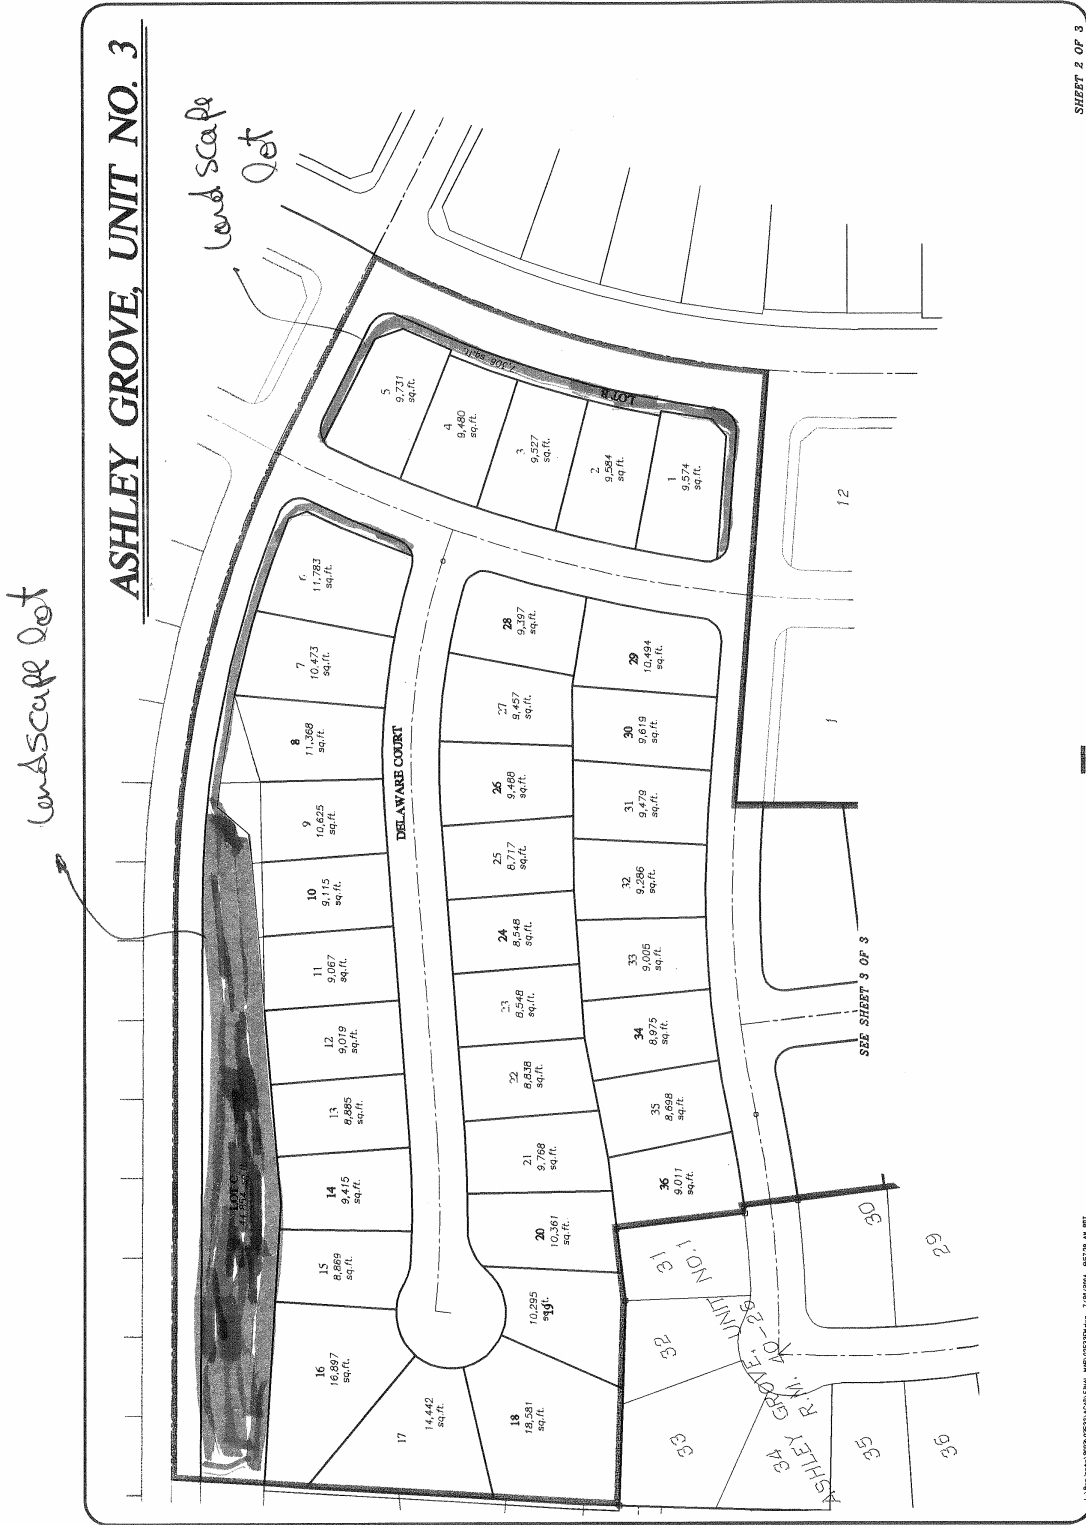 ASHLEY GROVE, UNIT NO. 3
landscape lot
landscape
lot
LOT C
LOT B
7,306 sq.ft.
5
9,731
sq.ft.
4
9,480
sq.ft.
3
9,527
sq.ft.
2
9,584
sq.ft.
1
9,574
sq.ft.
11,783
sq.ft.
7
10,473
sq.ft.
8
11,368
sq.ft.
9
10,625
sq.ft.
10
9,115
sq.ft.
11
9,067
sq.ft.
12
9,019
sq.ft.
13
8,885
sq.ft.
14
9,415
sq.ft.
15
8,869
sq.ft.
16
16,897
sq.ft.
17
14,442
sq.ft.
18
18,581
sq.ft.
10,295
sq.ft.
19
20
10,361
sq.ft.
21
9,768
sq.ft.
22
8,838
sq.ft.
23
8,548
sq.ft.
24
8,548
sq.ft.
25
8,717
sq.ft.
26
9,488
sq.ft.
27
9,457
sq.ft.
28
9,397
sq.ft.
29
10,494
sq.ft.
30
9,619
sq.ft.
31
9,479
sq.ft.
32
9,286
sq.ft.
33
9,005
sq.ft.
34
8,975
sq.ft.
35
8,698
sq.ft.
36
9,011
sq.ft.
DELAWARE COURT
12
1
31
32
33
34
35
36
30
29
ASHLEY GROVE, UNIT NO.1
R.M. 40-26
SEE SHEET 3 OF 3
SHEET 2 OF 3